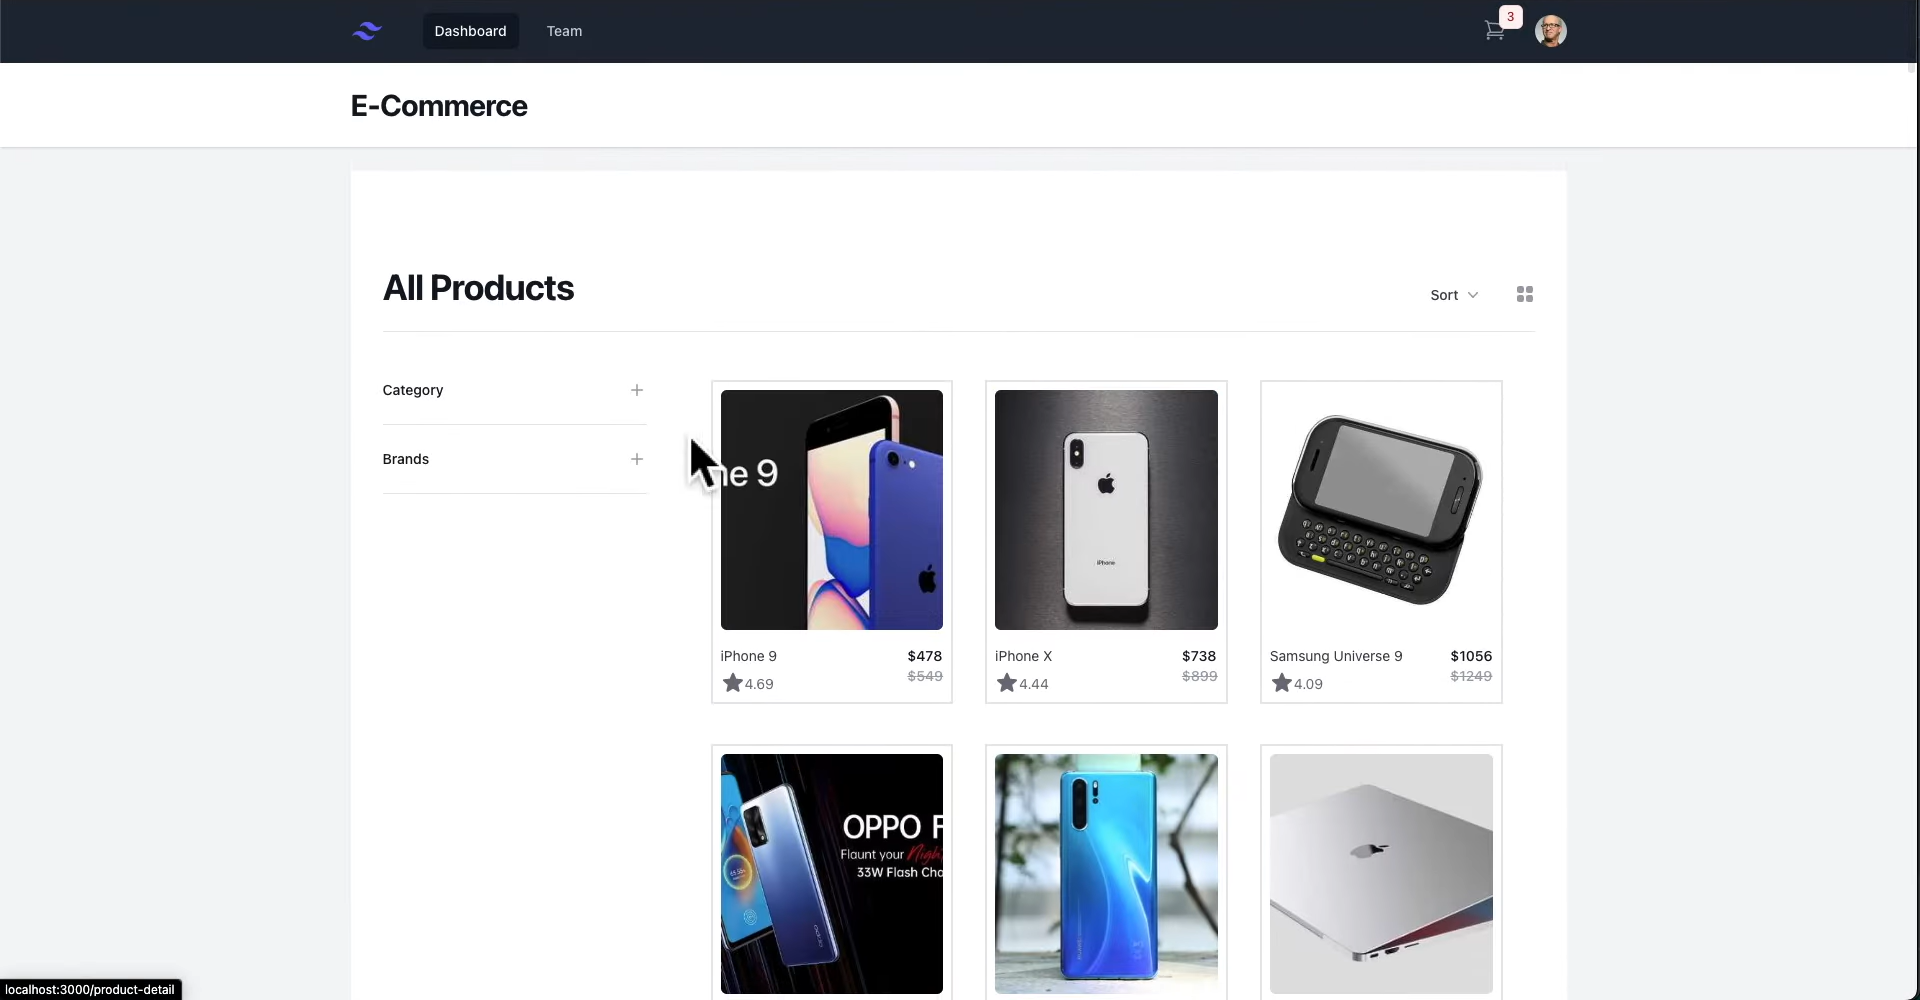 Dashboard
Team
3
E-Commerce
All Products
Sort
Category
Brands
ne 9
iPhone
iPhone 9
$478
4.69
$549
iPhone X
$738
4.44
$899
Samsung Universe 9
$1056
4.09
$1249
OPPO F
Flaunt your Nigh
33W Flash Cha
localhost:3000/product-detail